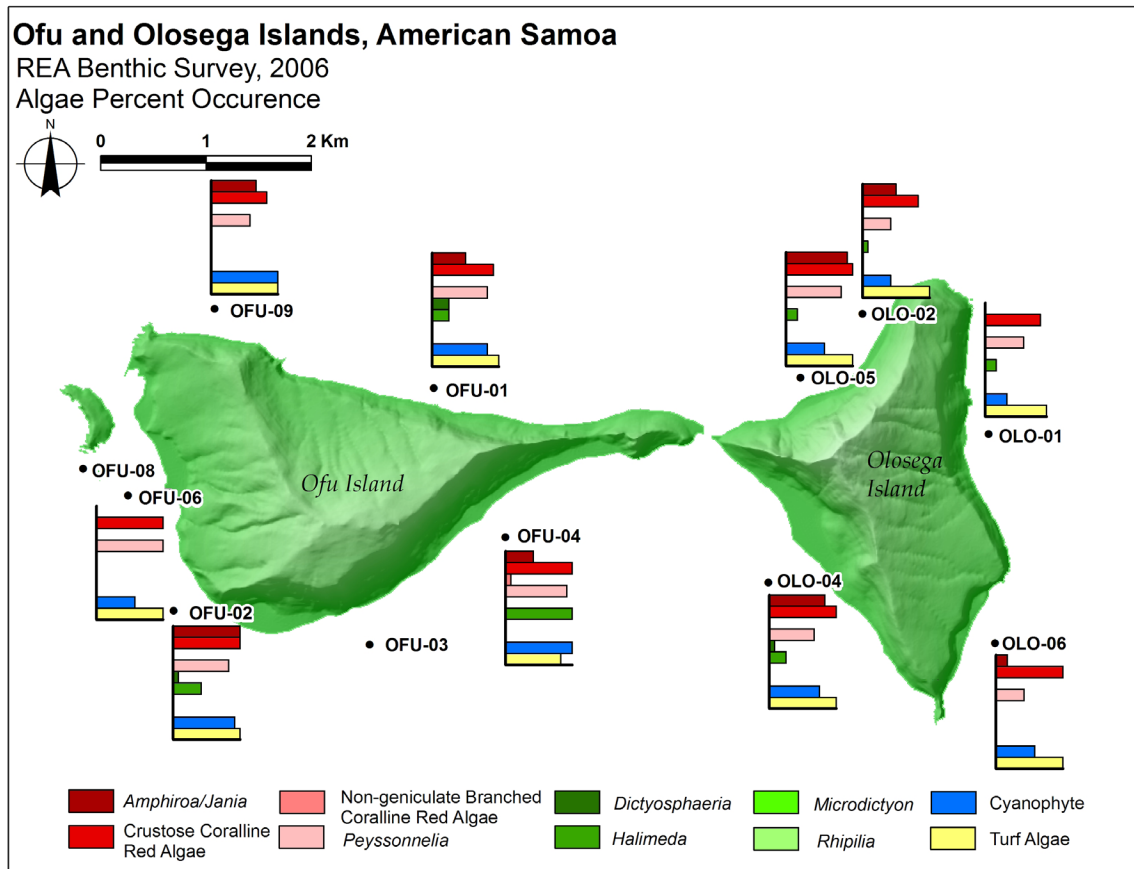 Ofu and Olosega Islands, American Samoa
REA Benthic Survey, 2006
Algae Percent Occurence
N
0 1 2 Km
OFU-09
OLO-02
OFU-01
OLO-05
OLO-01
OFU-08
OFU-06
Ofu Island
Olosega
Island
OFU-04
OFU-02
OFU-03
OLO-04
OLO-06
Amphiroa/Jania
Crustose Coralline
Red Algae
Non-geniculate Branched
Coralline Red Algae
Peyssonnelia
Dictyosphaeria
Halimeda
Microdictyon
Rhipilia
Cyanophyte
Turf Algae